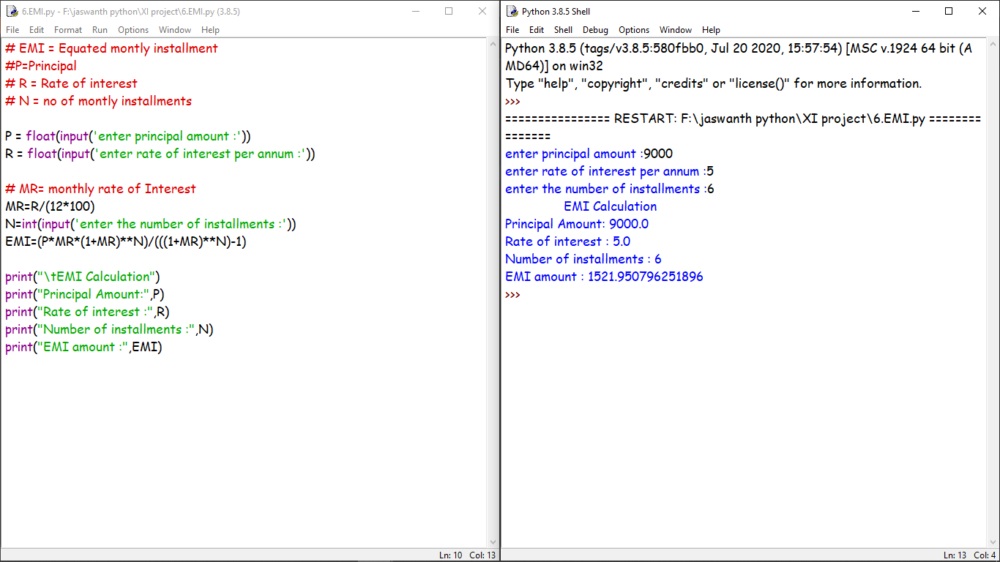 6.EMI.py - F:\jaswanth python\XI project\6.EMI.py (3.8.5)
File Edit Format Run Options Window Help
# EMI = Equated montly installment
#P=Principal
# R = Rate of interest
# N = no of montly installments
P = float(input('enter principal amount :'))
R = float(input('enter rate of interest per annum :'))
# MR= monthly rate of Interest
MR=R/(12*100)
N=int(input('enter the number of installments :'))
EMI=(P*MR*(1+MR)**N)/(((1+MR)**N)-1)
print("\tEMI Calculation")
print("Principal Amount:",P)
print("Rate of interest :",R)
print("Number of installments :",N)
print("EMI amount :",EMI)
Ln: 10 Col: 13
Python 3.8.5 Shell
File Edit Shell Debug Options Window Help
Python 3.8.5 (tags/v3.8.5:580fbb0, Jul 20 2020, 15:57:54) [MSC v.1924 64 bit (A
MD64)] on win32
Type "help", "copyright", "credits" or "license()" for more information.
>>>
================ RESTART: F:\jaswanth python\XI project\6.EMI.py ========
=======
enter principal amount :9000
enter rate of interest per annum :5
enter the number of installments :6
EMI Calculation
Principal Amount: 9000.0
Rate of interest : 5.0
Number of installments : 6
EMI amount : 1521.950796251896
>>>
Ln: 13 Col: 4